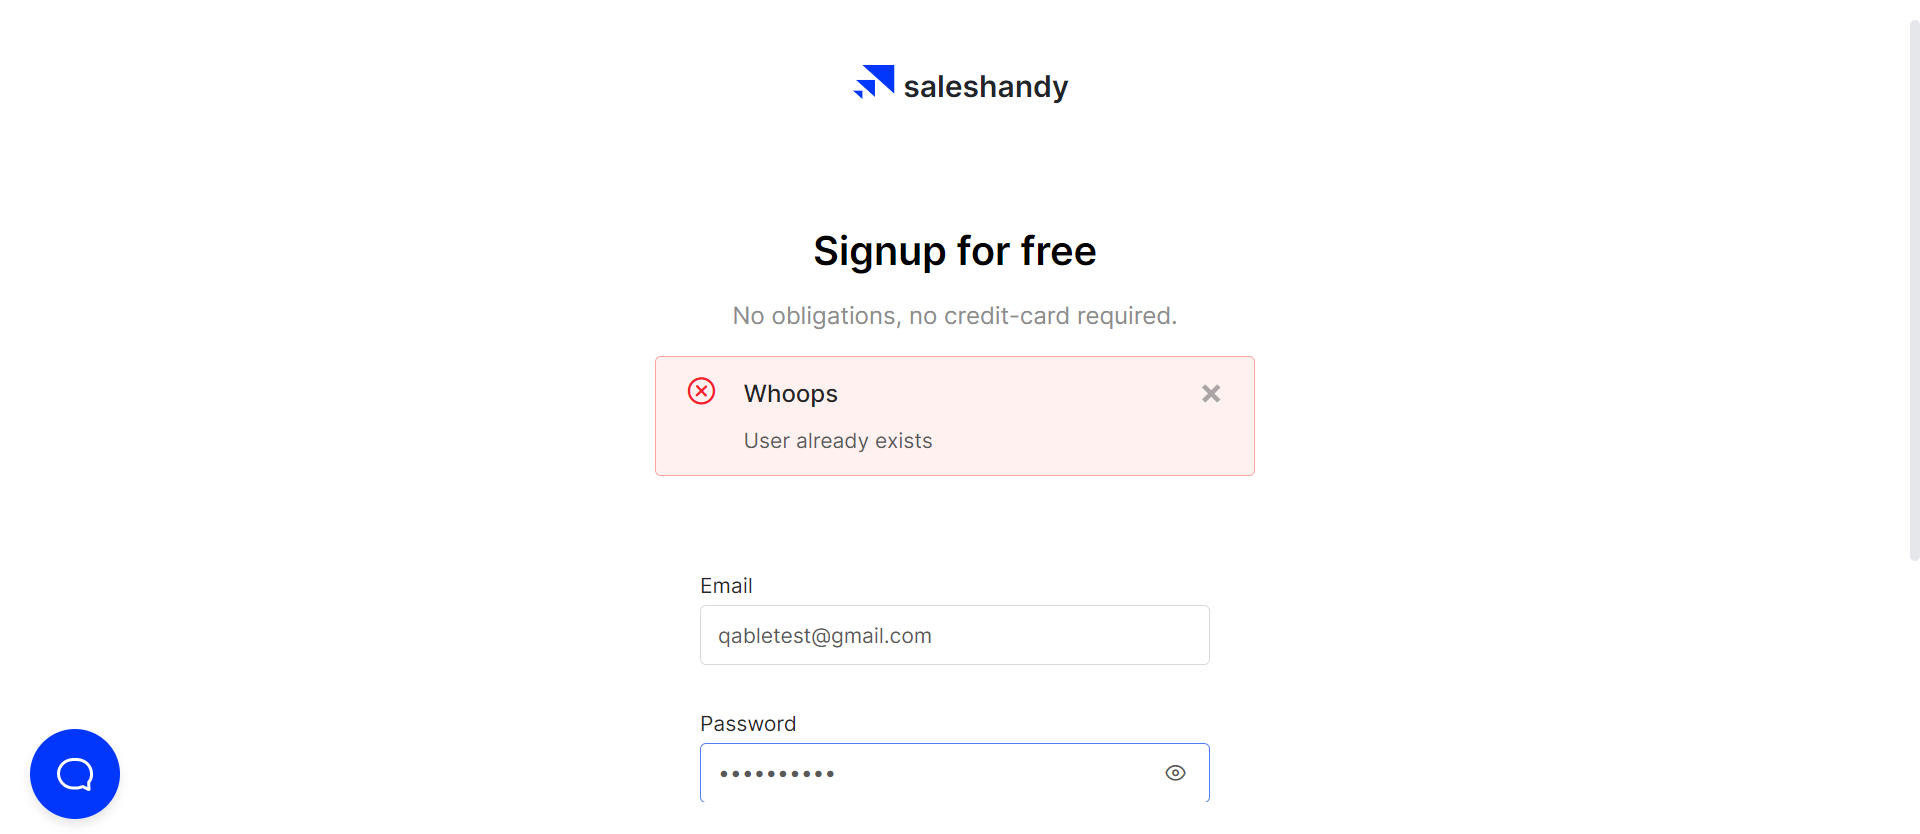 saleshandy
Signup for free
No obligations, no credit-card required.
Whoops
User already exists
Email
qabletest@gmail.com
Password